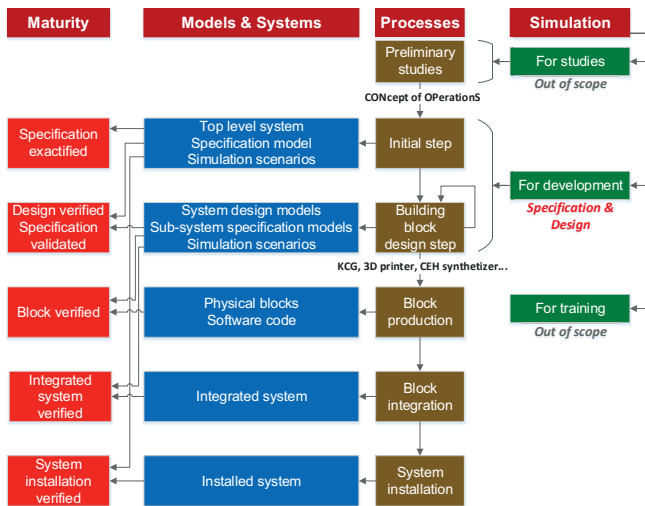 Maturity
Models & Systems
Processes
Simulation
Preliminary
studies
For studies
Out of scope
CONcept of OPerationS
Specification
exactified
Top level system
Specification model
Simulation scenarios
Initial step
For development
Specification &
Design
Design verified
Specification
validated
System design models
Sub-system specification models
Simulation scenarios
Building
block
design step
KCG, 3D printer, CEH synthetizer...
Block verified
Physical blocks
Software code
Block
production
For training
Out of scope
Integrated
system
verified
Integrated system
Block
integration
System
installation
verified
Installed system
System
installation